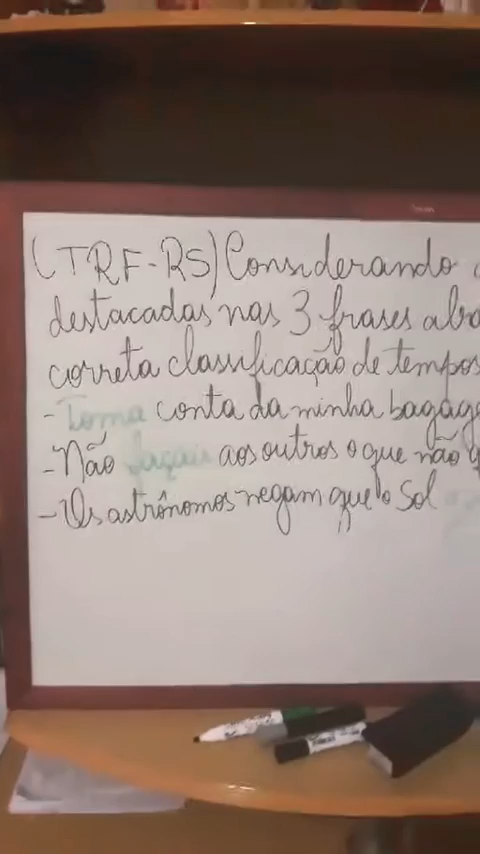 (TRF-RS) Considerando
destacadas nas 3 frases
correta classificação de tempos
- Toma conta da minha
- Não façais aos outros o que não
- Os astrônomos negam que o Sol